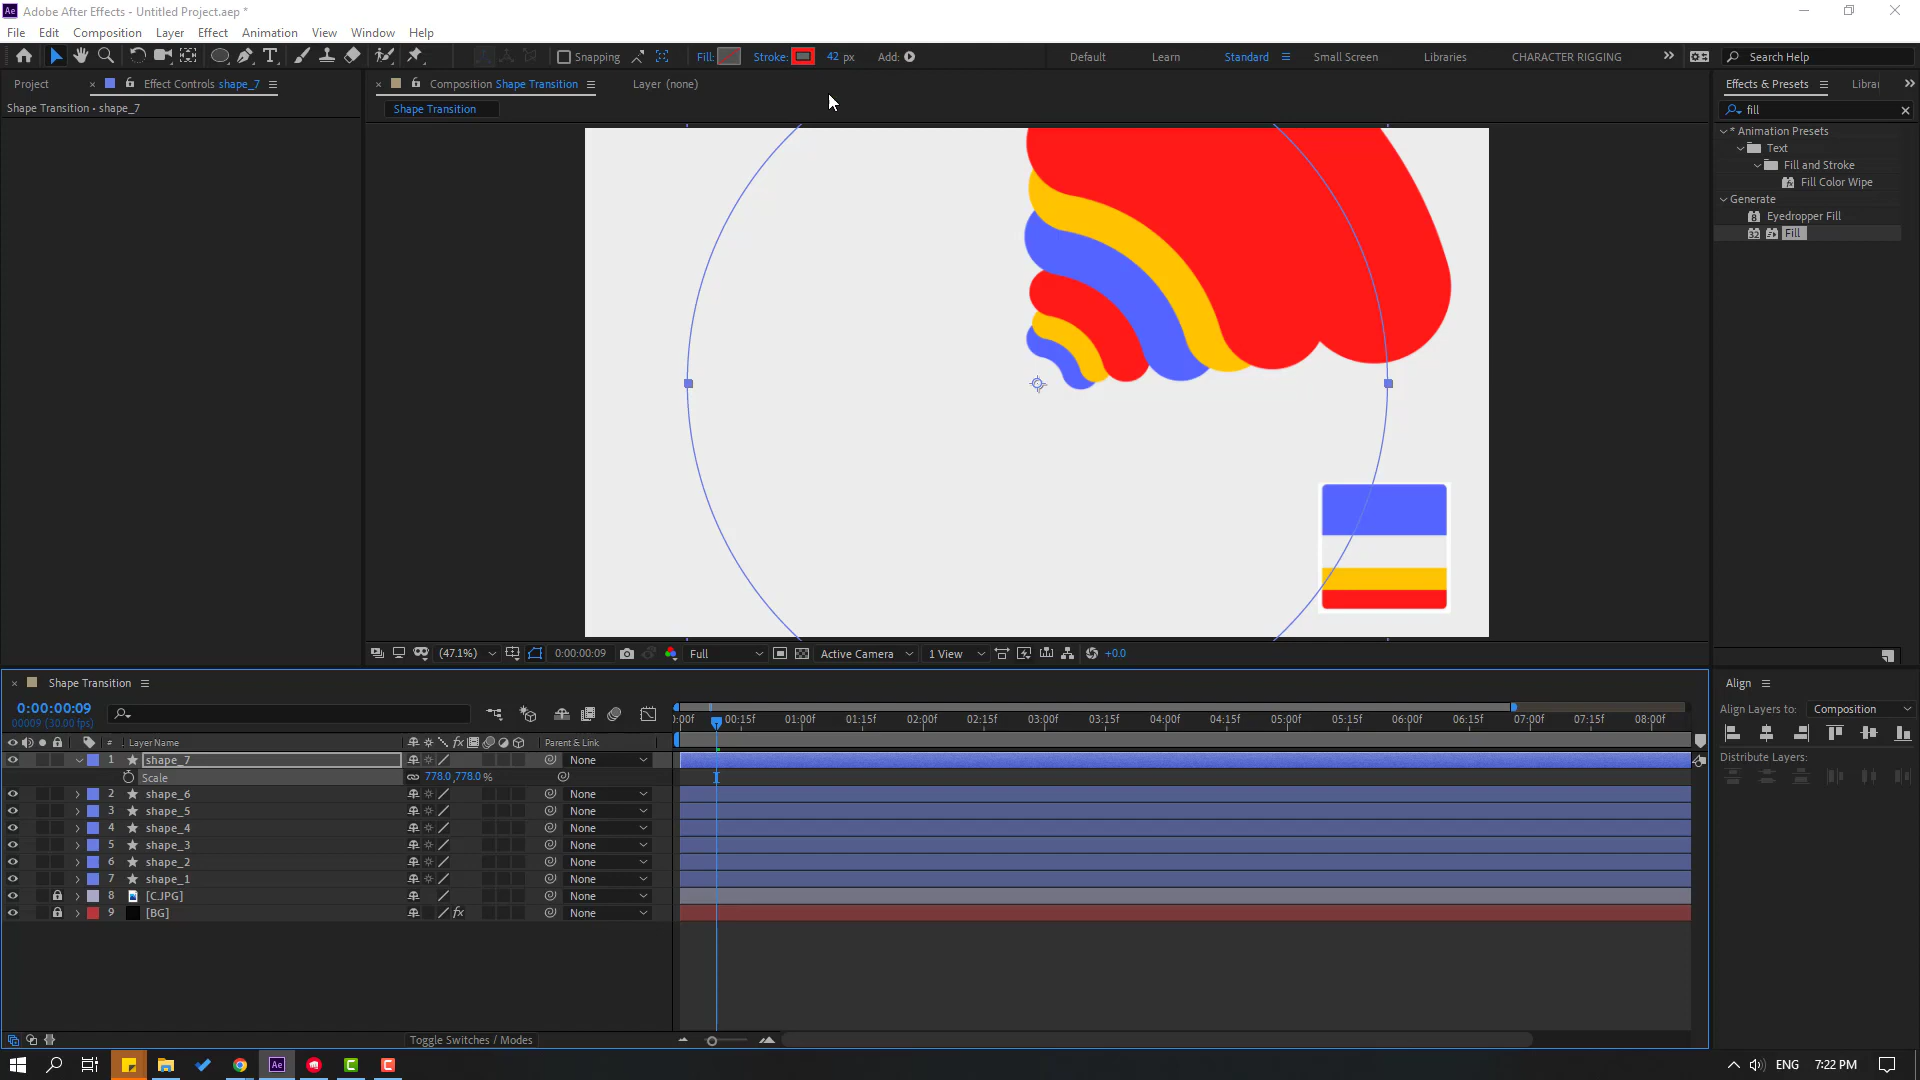 Adobe After Effects - Untitled Project.aep *
File Edit Composition Layer Effect Animation View Window Help
Snapping Fill: Stroke: 42 px Add: Default Learn Standard Small Screen Libraries CHARACTER RIGGING Search Help
Project Effect Controls shape_7 Composition Shape Transition Layer (none) Effects & Presets Librar
Shape Transition • shape_7 Shape Transition fill
* Animation Presets
Text
Fill and Stroke
Fill Color Wipe
Generate
Eyedropper Fill
Fill
(47.1%) 0:00:00:09 Full Active Camera 1 View +0.0
Shape Transition Align
0:00:00:09
00009 (30.00 fps)
Align Layers to: Composition
00f 00:15f 01:00f 01:15f 02:00f 02:15f 03:00f 03:15f 04:00f 04:15f 05:00f 05:15f 06:00f 06:15f 07:00f 07:15f 08:00f
# Layer Name fx Parent & Link
Distribute Layers:
1 shape_7 None
Scale 778.0,778.0 %
2 shape_6 None
3 shape_5 None
4 shape_4 None
5 shape_3 None
6 shape_2 None
7 shape_1 None
8 [C.JPG] None
9 [BG] fx None
Toggle Switches / Modes
Ae ENG 7:22 PM